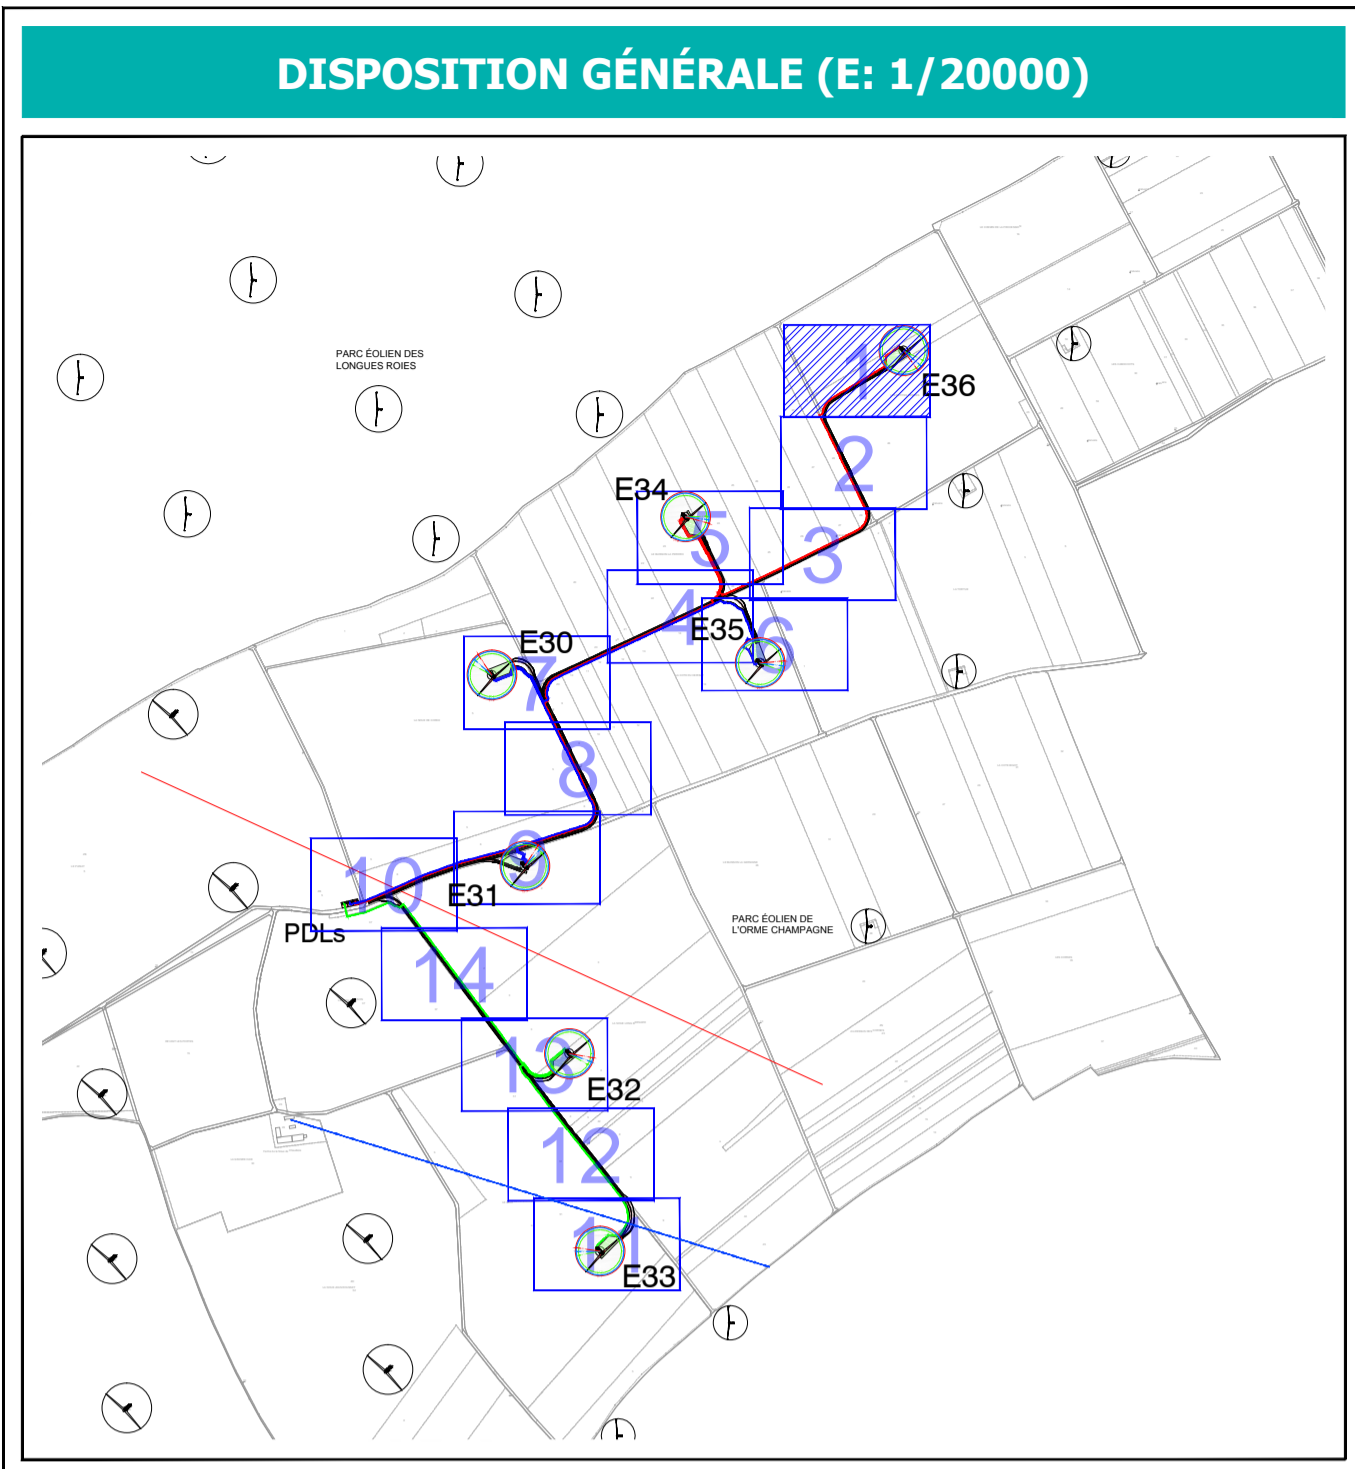 DISPOSITION GÉNÉRALE (E: 1/20000)
PARC ÉOLIEN DES
LONGUES ROIES
1
E36
2
E34
5
3
4
E35
6
E30
7
8
9
10
E31
PDLs
PARC ÉOLIEN DE
L'ORME CHAMPAGNE
14
13
E32
12
11
E33